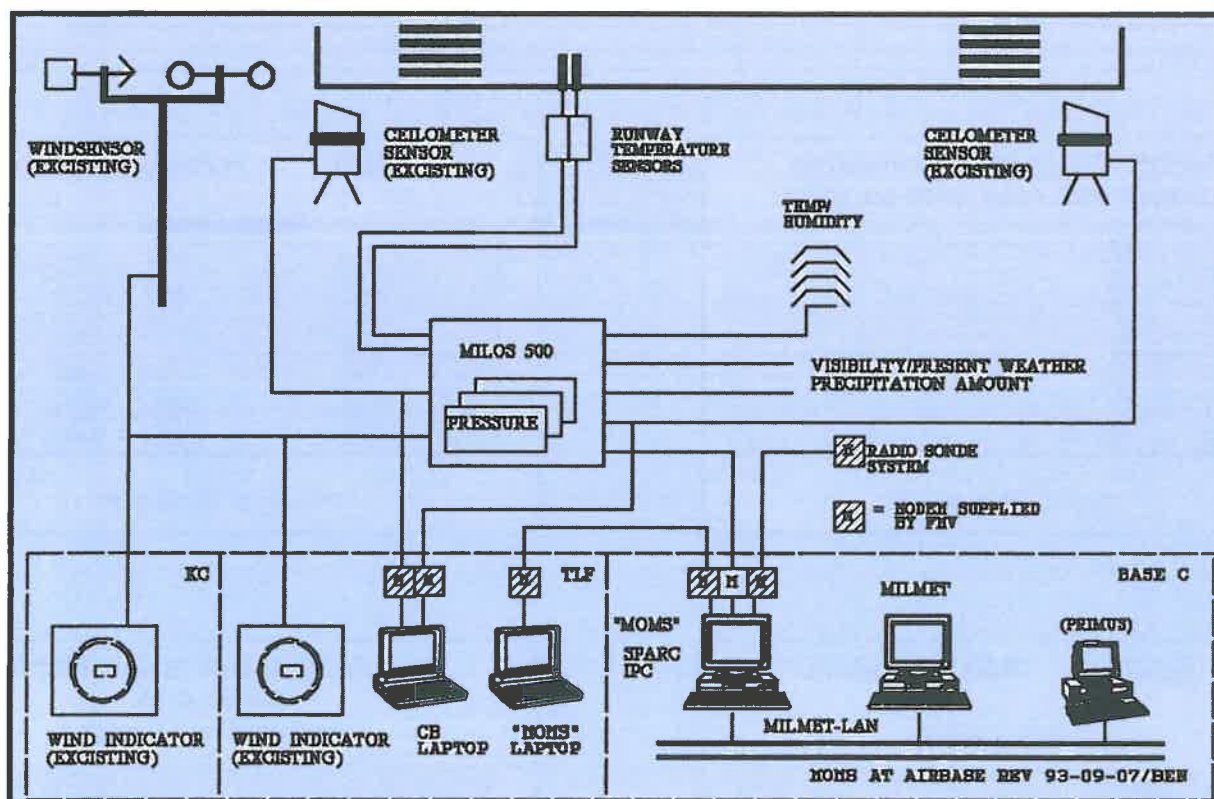 WINDSENSOR
(EXCISTING)
CEILOMETER
SENSOR
(EXCISTING)
RUNWAY
TEMPERATURE
SENSORS
CEILOMETER
SENSOR
(EXCISTING)
TEMP/
HUMIDITY
MILOS 500
PRESSURE
VISIBILITY/PRESENT WEATHER
PRECIPITATION AMOUNT
M RADIO SONDE
SYSTEM
M = MODEM SUPPLIED
BY FMV
KC
M M
M
TLF
M M M
BASE C
"MOMS"
SPARC
IPC
MILMET
(PRIMUS)
WIND INDICATOR
(EXCISTING)
WIND INDICATOR
(EXCISTING)
CB
LAPTOP
"MOMS"
LAPTOP
MILMET-LAN
MOMS AT AIRBASE REV 93-09-07/BEN